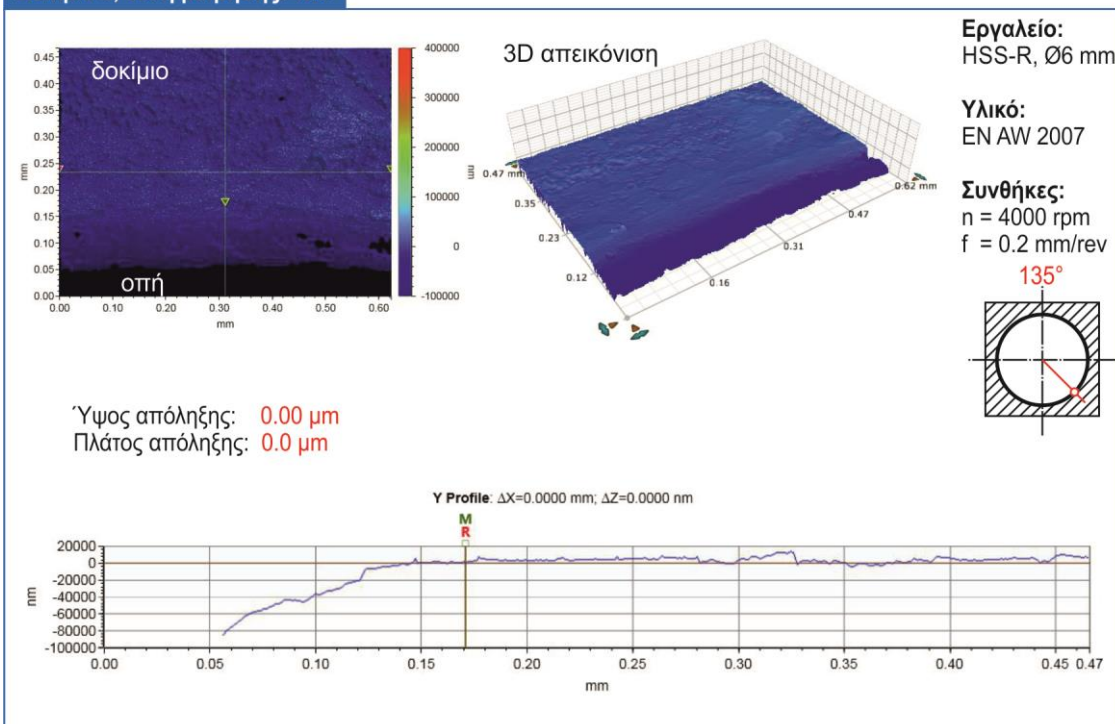 δοκίμιο
οπή
0.45
0.40
0.35
0.30
0.25
0.20
0.15
0.10
0.05
0.00
mm
0.00 0.10 0.20 0.30 0.40 0.50 0.60
mm
400000
300000
200000
100000
0
-100000
nm
3D απεικόνιση
0.47 mm
0.35
0.23
0.12
0.16
0.31
0.47
0.62 mm
Εργαλείο:
HSS-R, Ø6 mm
Υλικό:
EN AW 2007
Συνθήκες:
n = 4000 rpm
f = 0.2 mm/rev
135°
Ύψος απόληξης: 0.00 μm
Πλάτος απόληξης: 0.0 μm
Y Profile: ΔX=0.0000 mm; ΔZ=0.0000 nm
M
R
20000
0
-20000
-40000
-60000
-80000
-100000
nm
0.00 0.05 0.10 0.15 0.20 0.25 0.30 0.35 0.40 0.45 0.47
mm